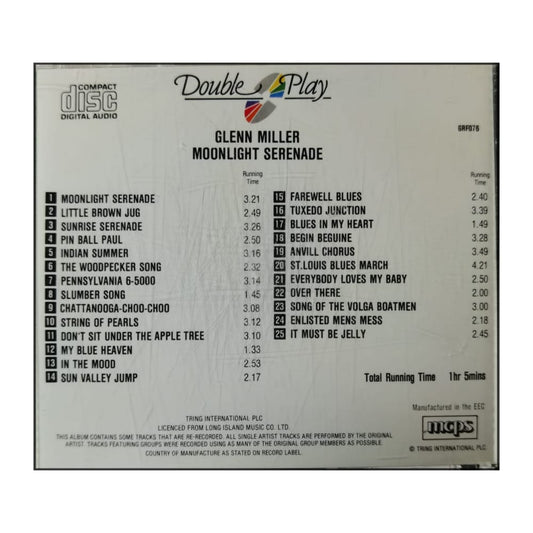 COMPACT
disc
DIGITAL AUDIO
Double Play
GRF076
GLENN MILLER
MOONLIGHT SERENADE
Running
Time
1 MOONLIGHT SERENADE 3.21
2 LITTLE BROWN JUG 2.49
3 SUNRISE SERENADE 3.26
4 PIN BALL PAUL 2.50
5 INDIAN SUMMER 3.16
6 THE WOODPECKER SONG 2.32
7 PENNSYLVANIA 6-5000 3.14
8 SLUMBER SONG 1.45
9 CHATTANOOGA-CHOO-CHOO 3.08
10 STRING OF PEARLS 3.12
11 DON'T SIT UNDER THE APPLE TREE 3.10
12 MY BLUE HEAVEN 1.33
13 IN THE MOOD 2.53
14 SUN VALLEY JUMP 2.17
Running
Time
15 FAREWELL BLUES 2.40
16 TUXEDO JUNCTION 3.39
17 BLUES IN MY HEART 1.49
18 BEGIN BEGUINE 3.28
19 ANVILL CHORUS 3.49
20 ST.LOUIS BLUES MARCH 4.21
21 EVERYBODY LOVES MY BABY 2.50
22 OVER THERE 2.00
23 SONG OF THE VOLGA BOATMEN 3.00
24 ENLISTED MENS MESS 2.18
25 IT MUST BE JELLY 2.45
Total Running Time 1hr 5mins
TRING INTERNATIONAL PLC
LICENCED FROM LONG ISLAND MUSIC CO. LTD.
THIS ALBUM CONTAINS SOME TRACKS THAT ARE RE-RECORDED. ALL SINGLE ARTIST TRACKS ARE PERFORMED BY THE ORIGINAL
ARTIST. TRACKS FEATURING GROUPS WERE RECORDED USING AS MANY OF THE ORIGINAL GROUP MEMBERS AS POSSIBLE.
COUNTRY OF MANUFACTURE AS STATED ON RECORD LABEL
Manufactured in the EEC
mcps
© TRING INTERNATIONAL PLC